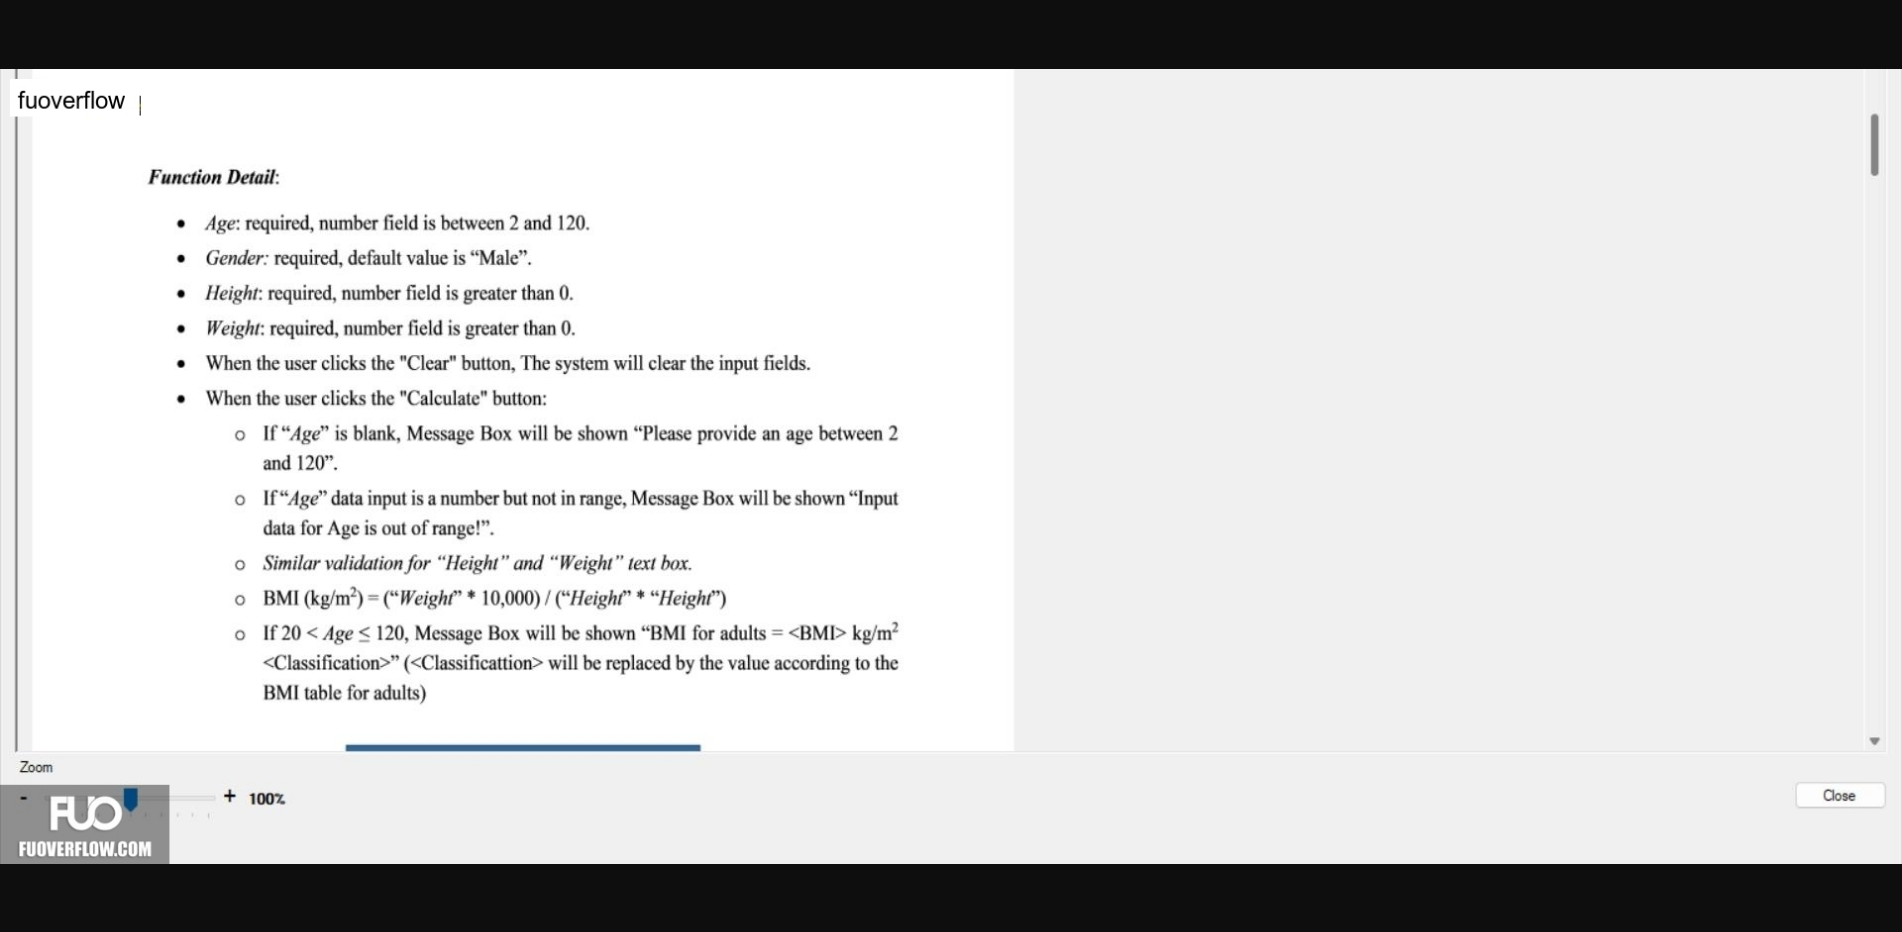 fuoverflow
Function Detail:
• Age: required, number field is between 2 and 120.
• Gender: required, default value is “Male”.
• Height: required, number field is greater than 0.
• Weight: required, number field is greater than 0.
• When the user clicks the "Clear" button, The system will clear the input fields.
• When the user clicks the "Calculate" button:
o If “Age” is blank, Message Box will be shown “Please provide an age between 2
and 120”.
o If “Age” data input is a number but not in range, Message Box will be shown “Input
data for Age is out of range!”.
o Similar validation for “Height” and “Weight” text box.
o BMI (kg/m²) = (“Weight” * 10,000) / (“Height” * “Height”)
o If 20 < Age ≤ 120, Message Box will be shown “BMI for adults = <BMI> kg/m²
<Classification>” (<Classificattion> will be replaced by the value according to the
BMI table for adults)
Zoom
- + 100%
Close
FUO
FUOVERFLOW.COM